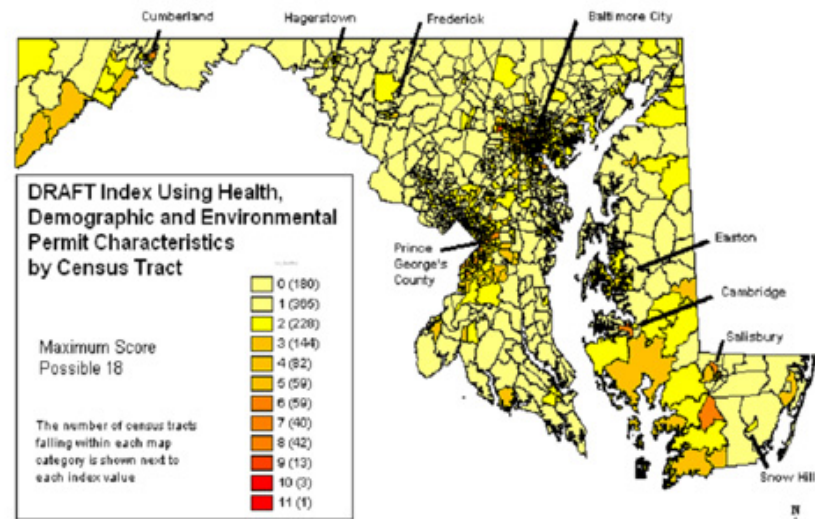 Cumberland
Hagerstown
Frederick
Baltimore City
DRAFT Index Using Health,
Demographic and Environmental
Permit Characteristics
by Census Tract
Maximum Score
Possible 18
The number of census tracts
falling within each map
category is shown next to
each index value
0 (180)
1 (365)
2 (228)
3 (144)
4 (82)
5 (59)
6 (59)
7 (40)
8 (42)
9 (13)
10 (3)
11 (1)
Prince
George's
County
Easton
Cambridge
Salisbury
Snow Hill
N